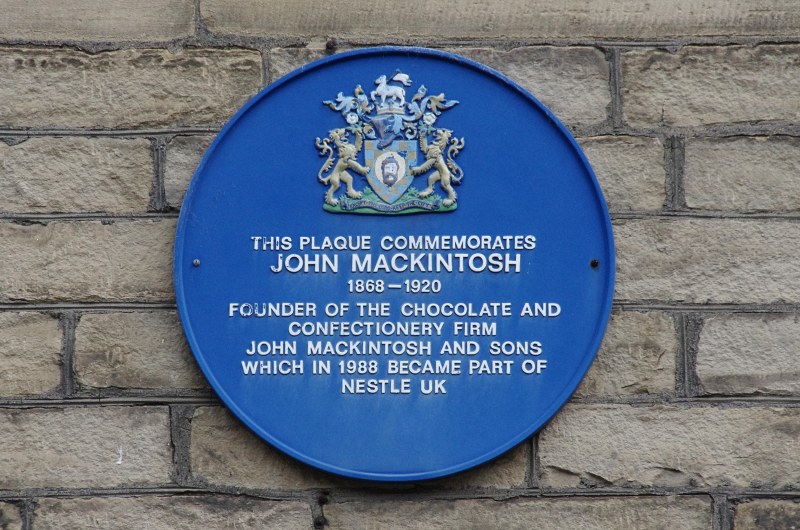 THIS PLAQUE COMMEMORATES
JOHN MACKINTOSH
1868 — 1920
FOUNDER OF THE CHOCOLATE AND
CONFECTIONERY FIRM
JOHN MACKINTOSH AND SONS
WHICH IN 1988 BECAME PART OF
NESTLE UK